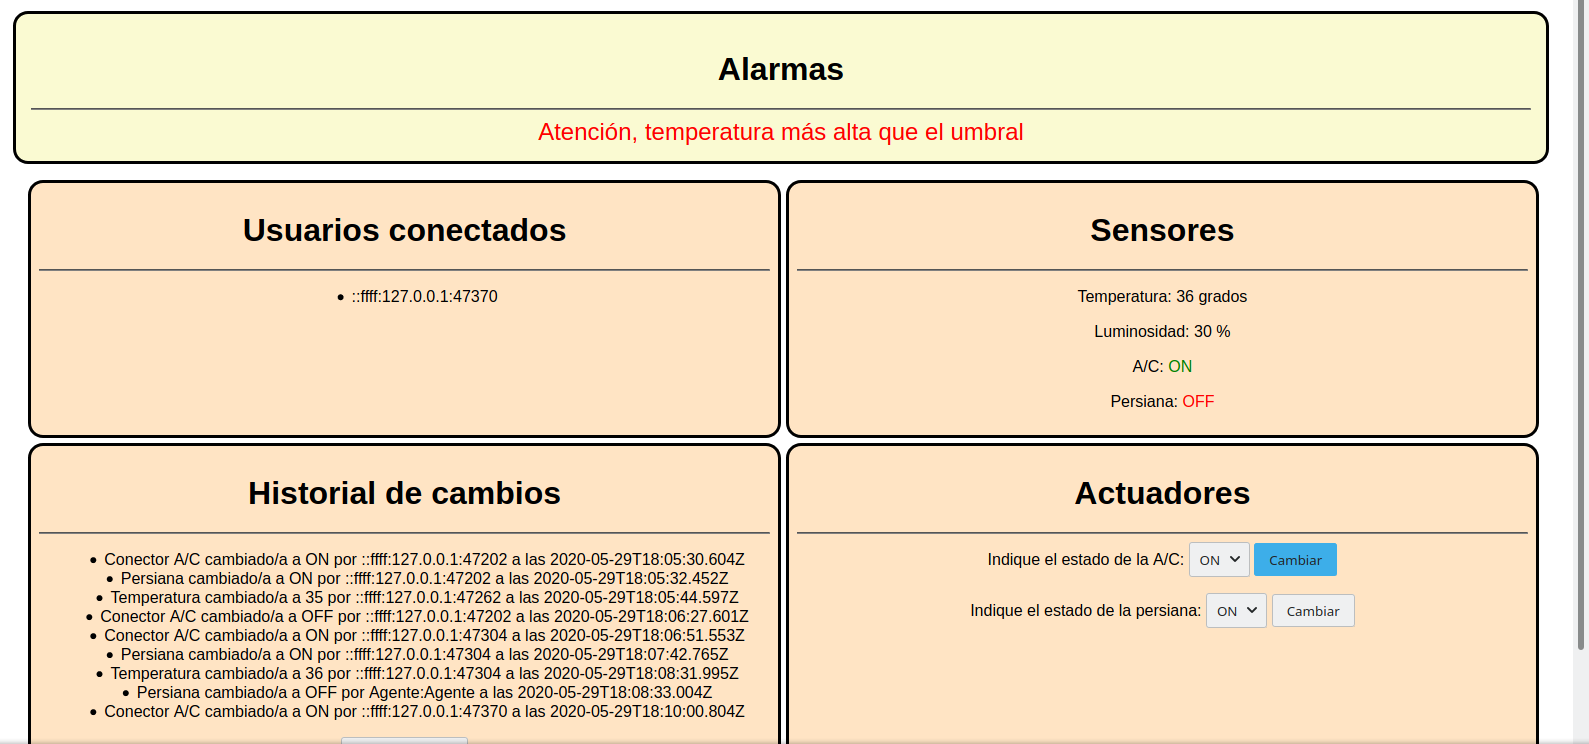 Alarmas
Atención, temperatura más alta que el umbral
Usuarios conectados
::ffff:127.0.0.1:47370
Sensores
Temperatura: 36 grados
Luminosidad: 30 %
A/C: ON
Persiana: OFF
Historial de cambios
Conector A/C cambiado/a a ON por ::ffff:127.0.0.1:47202 a las 2020-05-29T18:05:30.604Z
Persiana cambiado/a a ON por ::ffff:127.0.0.1:47202 a las 2020-05-29T18:05:32.452Z
Temperatura cambiado/a a 35 por ::ffff:127.0.0.1:47262 a las 2020-05-29T18:05:44.597Z
Conector A/C cambiado/a a OFF por ::ffff:127.0.0.1:47202 a las 2020-05-29T18:06:27.601Z
Conector A/C cambiado/a a ON por ::ffff:127.0.0.1:47304 a las 2020-05-29T18:06:51.553Z
Persiana cambiado/a a ON por ::ffff:127.0.0.1:47304 a las 2020-05-29T18:07:42.765Z
Temperatura cambiado/a a 36 por ::ffff:127.0.0.1:47304 a las 2020-05-29T18:08:31.995Z
Persiana cambiado/a a OFF por Agente:Agente a las 2020-05-29T18:08:33.004Z
Conector A/C cambiado/a a ON por ::ffff:127.0.0.1:47370 a las 2020-05-29T18:10:00.804Z
Actuadores
Indique el estado de la A/C: ON Cambiar
Indique el estado de la persiana: ON Cambiar